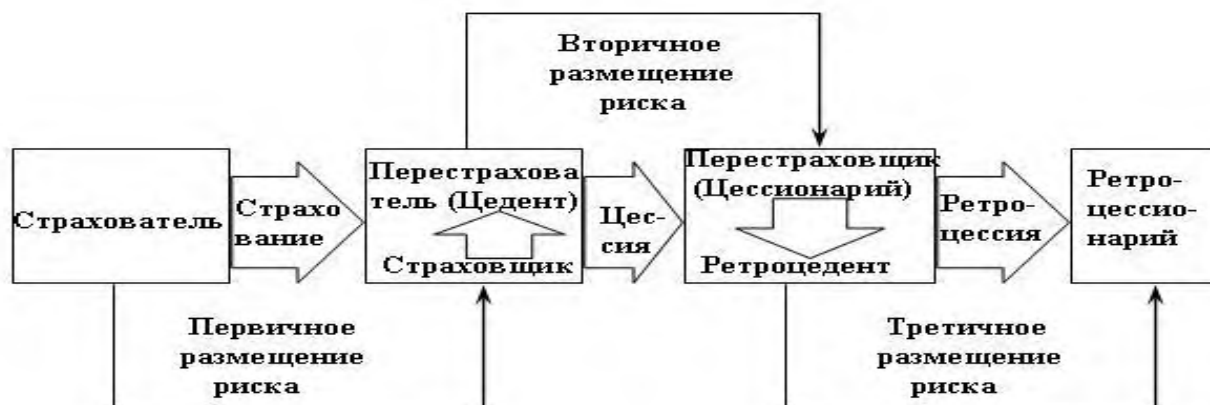 Вторичное
размещение
риска
Страхователь
Страхо
вание
Перестрахова
тель (Цедент)
Страховщик
Цес-
сия
Перестраховщик
(Цессионарий)
Ретроцедент
Ретро-
цессия
Ретро-
цессио-
нарий
Первичное
размещение
риска
Третичное
размещение
риска